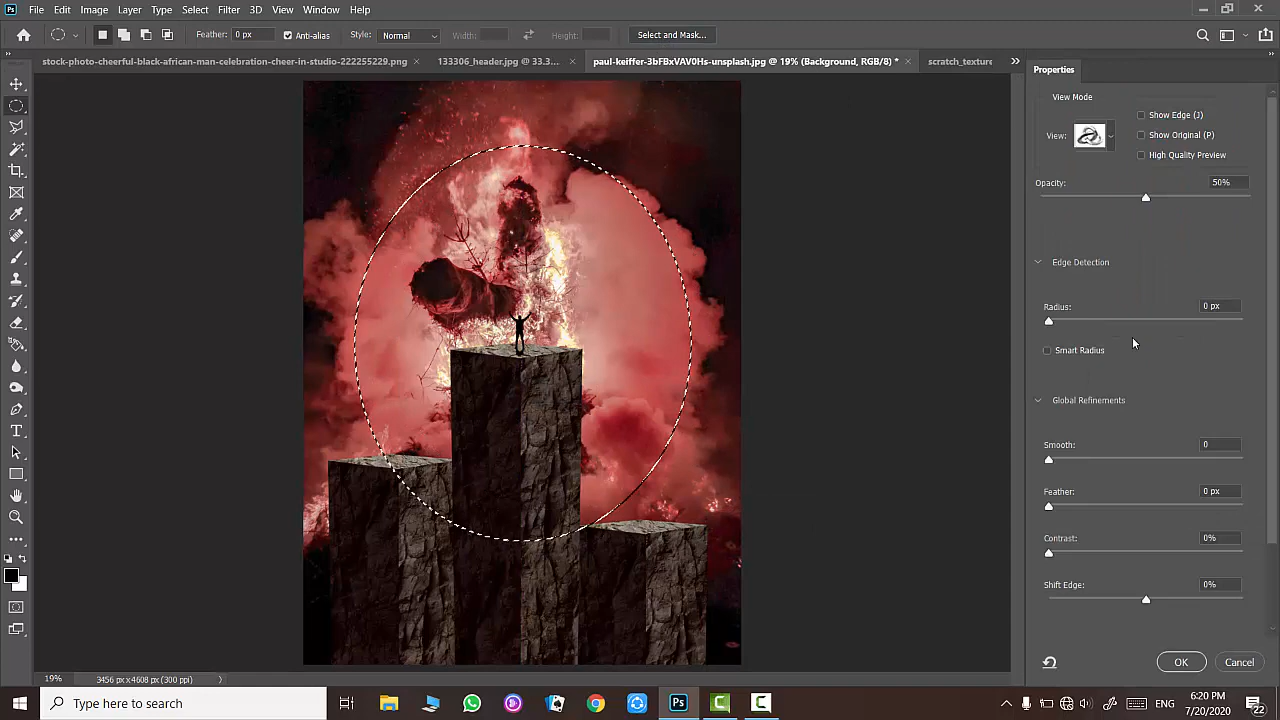 Ps File Edit Image Layer Type Select Filter 3D View Window Help
Feather: 0 px Anti-alias Style: Normal Width: Height: Select and Mask...
stock-photo-cheerful-black-african-man-celebration-cheer-in-studio-222255229.png × 133306_header.jpg @ 33.3... × paul-keiffer-3bFBxVAV0Hs-unsplash.jpg @ 19% (Background, RGB/8) * × scratch_texture
Properties
View Mode
View:
Show Edge (J)
Show Original (P)
High Quality Preview
Opacity: 50%
Edge Detection
Radius: 0 px
Smart Radius
Global Refinements
Smooth: 0
Feather: 0 px
Contrast: 0%
Shift Edge: 0%
OK Cancel
19% 3456 px x 4608 px (300 ppi)
Type here to search
Ps
ENG
6:20 PM
7/20/2020
22